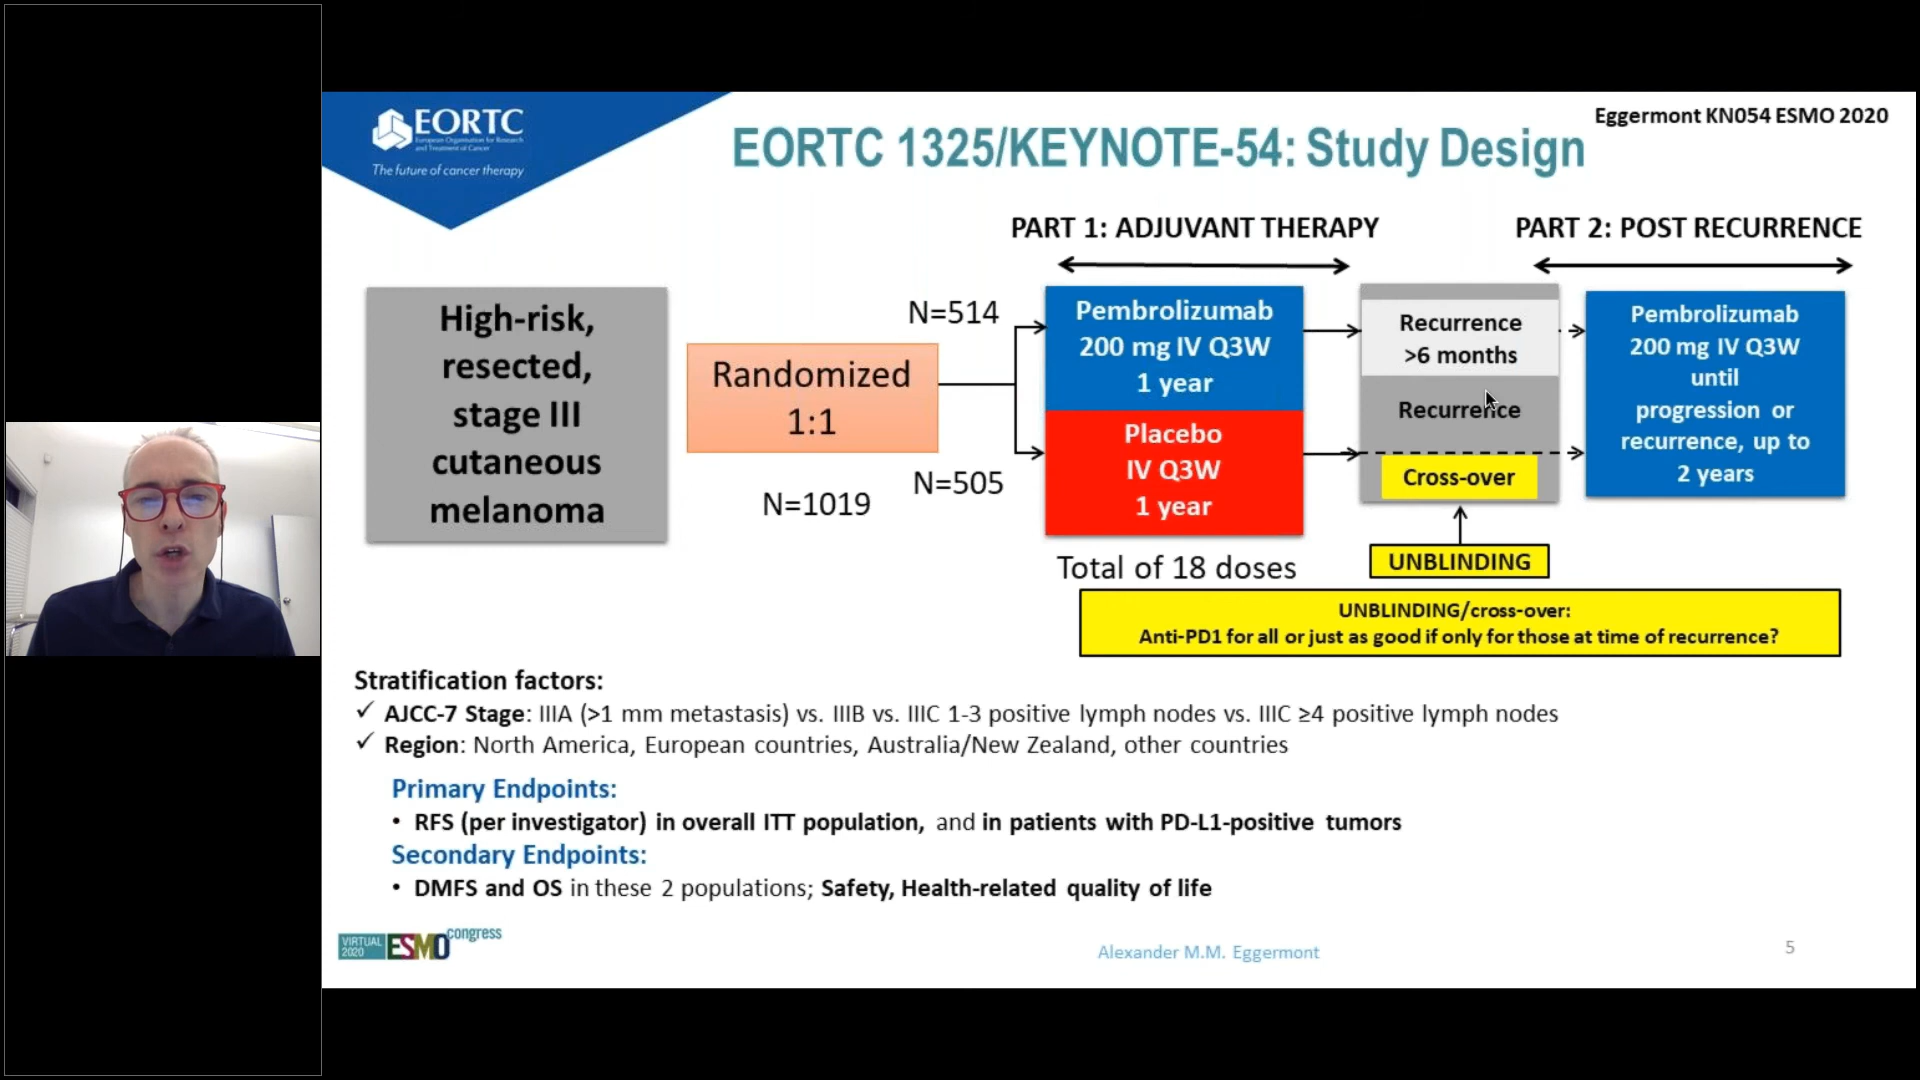 EORTC
European Organisation for Research
and Treatment of Cancer
The future of cancer therapy
Eggermont KN054 ESMO 2020
EORTC 1325/KEYNOTE-54: Study Design
PART 1: ADJUVANT THERAPY
PART 2: POST RECURRENCE
High-risk,
resected,
stage III
cutaneous
melanoma
Randomized
1:1
N=1019
N=514
N=505
Pembrolizumab
200 mg IV Q3W
1 year
Placebo
IV Q3W
1 year
Total of 18 doses
Recurrence
>6 months
Recurrence
Cross-over
UNBLINDING
Pembrolizumab
200 mg IV Q3W
until
progression or
recurrence, up to
2 years
UNBLINDING/cross-over:
Anti-PD1 for all or just as good if only for those at time of recurrence?
Stratification factors:
✓ AJCC-7 Stage: IIIA (>1 mm metastasis) vs. IIIB vs. IIIC 1-3 positive lymph nodes vs. IIIC ≥4 positive lymph nodes
✓ Region: North America, European countries, Australia/New Zealand, other countries
Primary Endpoints:
• RFS (per investigator) in overall ITT population, and in patients with PD-L1-positive tumors
Secondary Endpoints:
• DMFS and OS in these 2 populations; Safety, Health-related quality of life
VIRTUAL
2020
ESMO congress
Alexander M.M. Eggermont
5